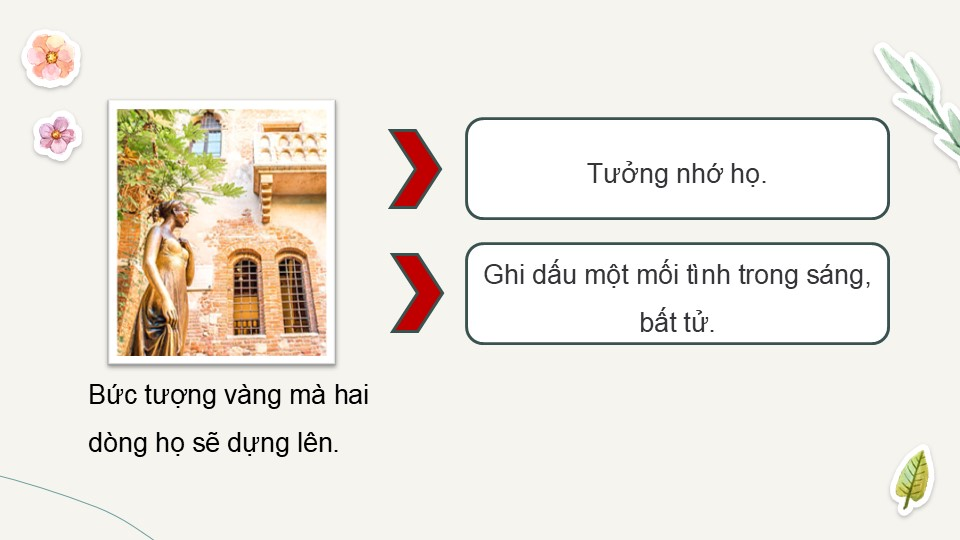 Tưởng nhớ họ.
Ghi dấu một mối tình trong sáng,
bất tử.
Bức tượng vàng mà hai
dòng họ sẽ dựng lên.